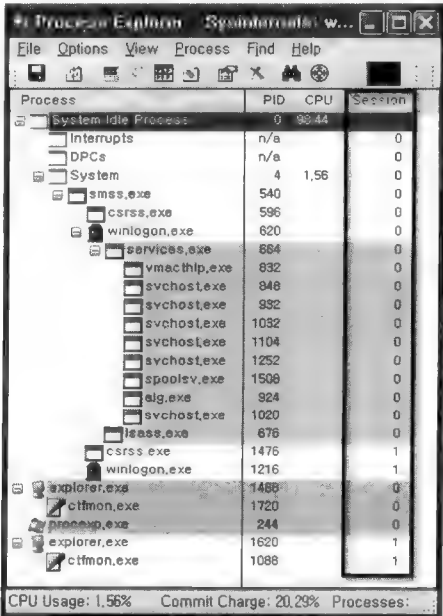 Process Explorer - Sysinternals: w...
File Options View Process Find Help
Process PID CPU Session
System Idle Process 0 98.44 0
Interrupts n/a 0
DPCs n/a 0
System 4 1,56 0
smss,exe 540 0
csrss,exe 596 0
winlogon,exe 620 0
services,exe 664 0
vmacthlp,exe 832 0
svchost,exe 848 0
svchost,exe 932 0
svchost,exe 1032 0
svchost,exe 1104 0
svchost,exe 1252 0
spoolsv,exe 1508 0
alg,exe 924 0
svchost,exe 1020 0
lsass,exe 676 0
csrss exe 1476 1
winlogon,exe 1216 1
explorer,exe 1468 0
ctfmon,exe 1720 0
procexp,exe 244 0
explorer,exe 1620 1
ctfmon,exe 1088 1
CPU Usage: 1,56% Commit Charge: 20,29% Processes: